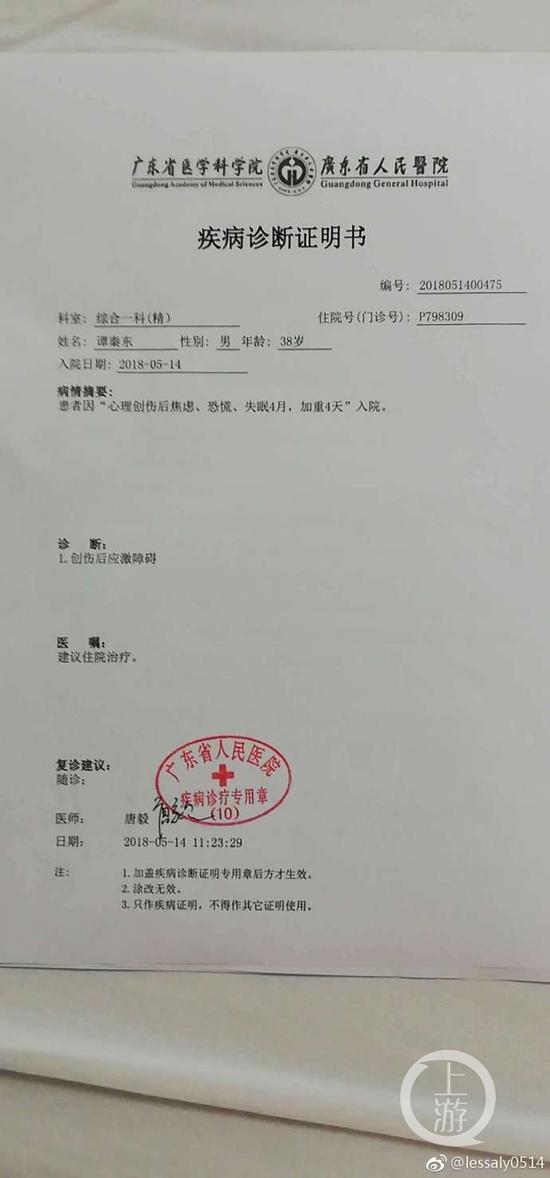 广东省医学科学院
Guangdong Academy of Medical Sciences
廣東省人民醫院
Guangdong General Hospital
疾病诊断证明书
编号: 2018051400475
科室: 综合一科(精) 住院号(门诊号): P798309
姓名: 谭秦东 性别: 男 年龄: 38岁
入院日期: 2018-05-14
病情摘要:
患者因“心理创伤后焦虑、恐慌、失眠4月，加重4天”入院。
诊 断:
1.创伤后应激障碍
医 嘱:
建议住院治疗。
复诊建议:
随诊:
广东省人民医院
疾病诊疗专用章
(10)
医师: 唐毅
日期: 2018-05-14 11:23:29
注: 1.加盖疾病诊断证明专用章后方才生效。
2.涂改无效。
3.只作疾病证明，不得作其它证明使用。
上游
@lessaly0514